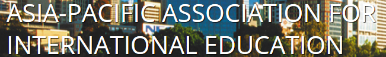 ASIA-PACIFIC ASSOCIATION FOR
INTERNATIONAL EDUCATION